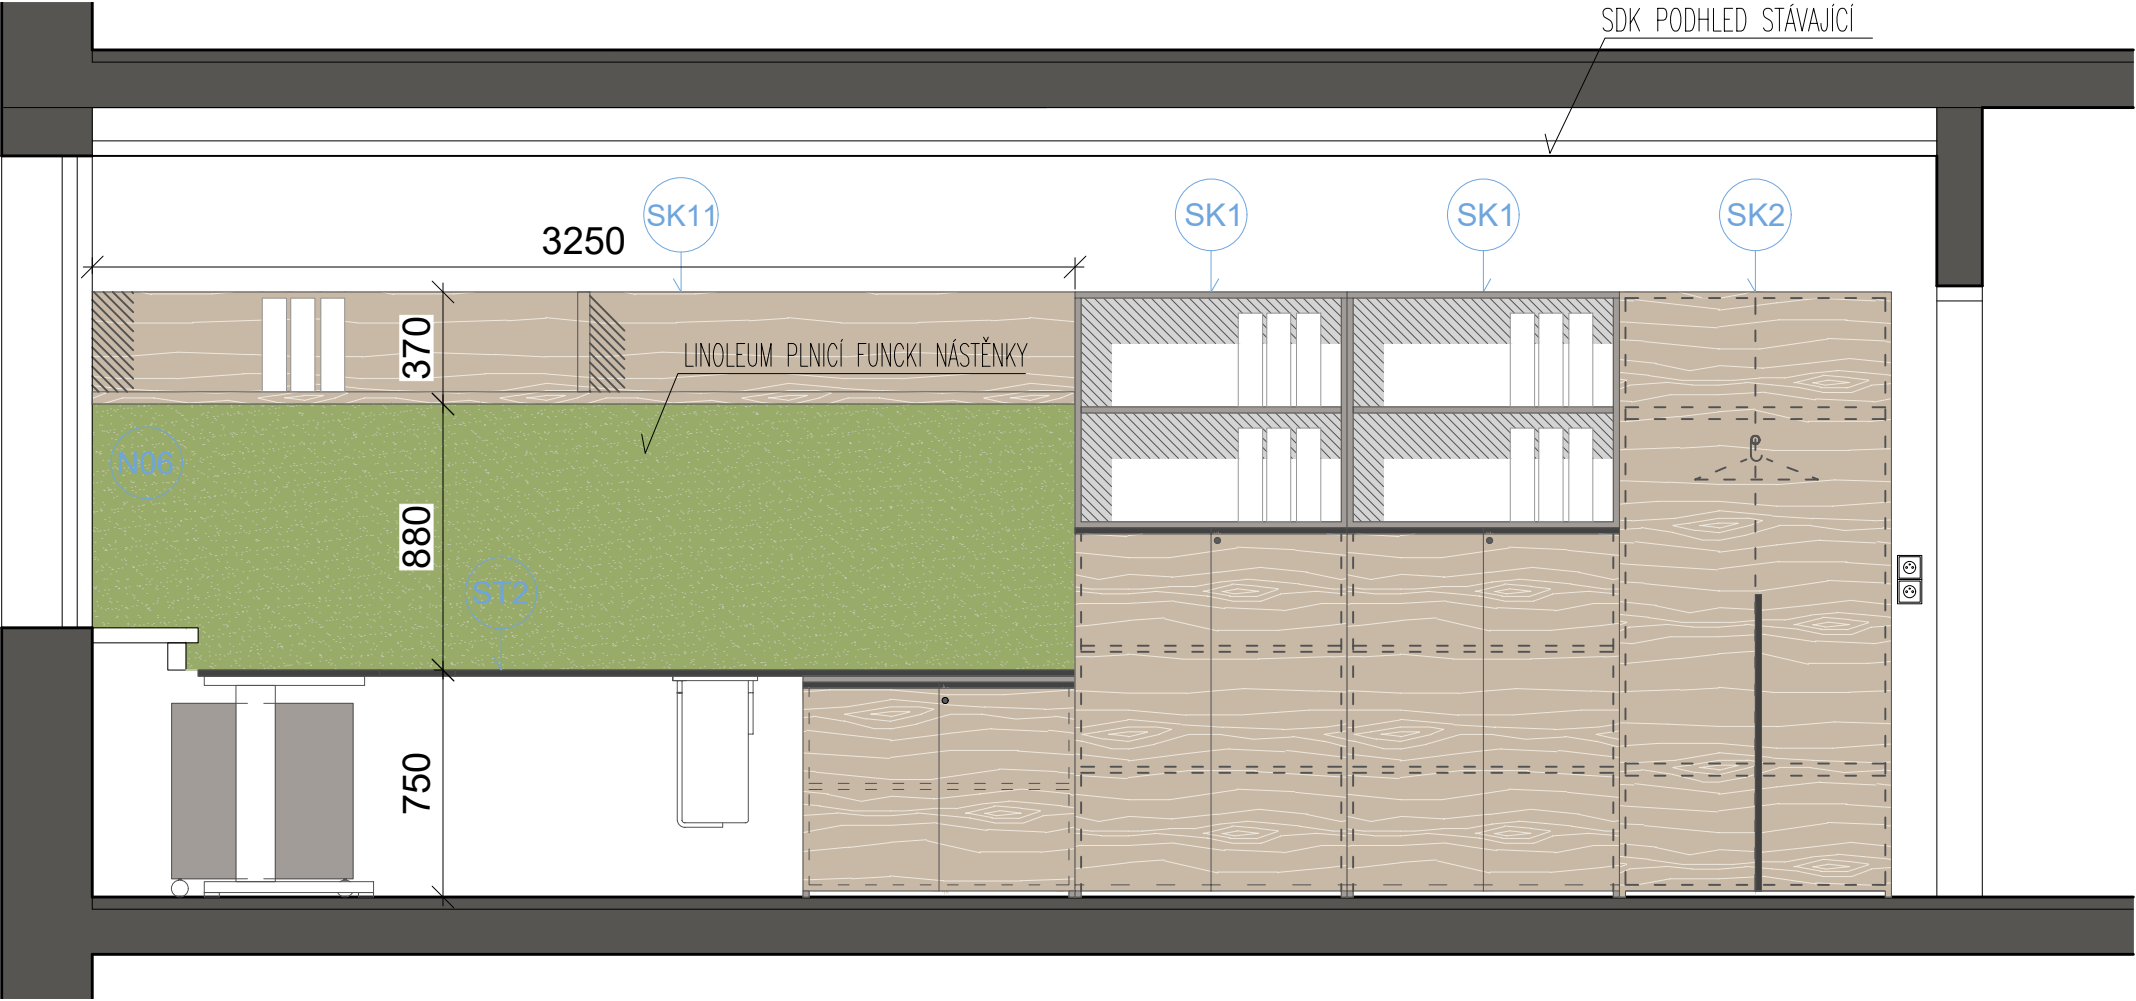 SDK PODHLED STÁVAJÍCÍ
SK11
SK1
SK1
SK2
3250
370
LINOLEUM PLNICÍ FUNCKI NÁSTĚNKY
N06
880
ST2
750